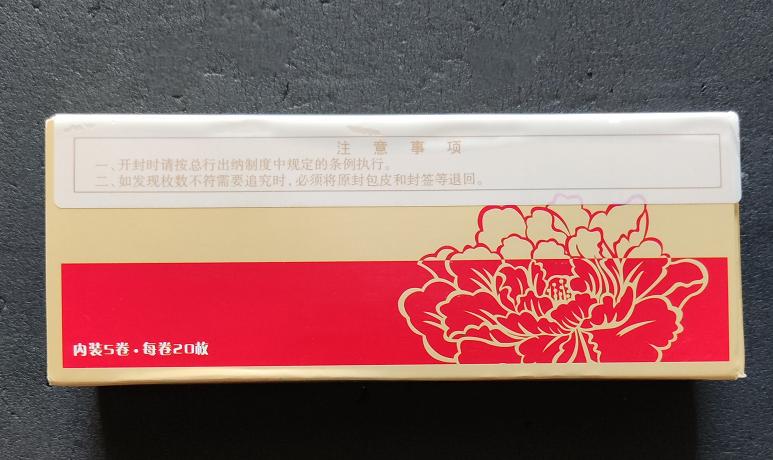 注意事项
一、开封时请按总行出纳制度中规定的条例执行。
二、如发现枚数不符需要追究时,必须将原封包皮和封签等退回。
内装5卷·每卷20枚